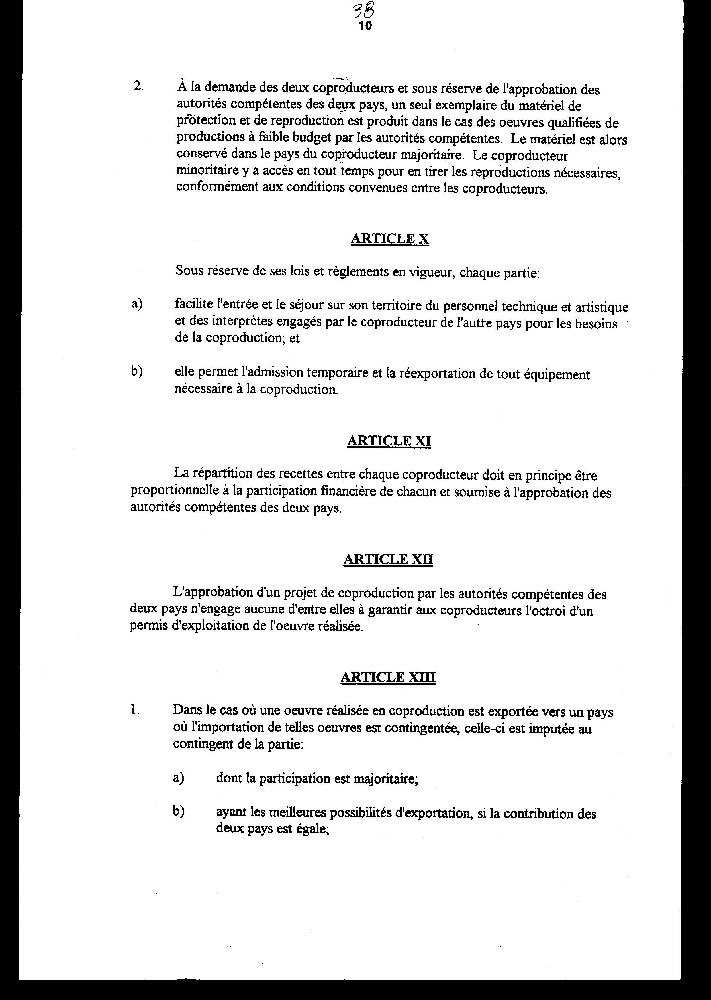 38
10
2. À la demande des deux coproducteurs et sous réserve de l'approbation des
autorités compétentes des deux pays, un seul exemplaire du matériel de
protection et de reproduction est produit dans le cas des oeuvres qualifiées de
productions à faible budget par les autorités compétentes. Le matériel est alors
conservé dans le pays du coproducteur majoritaire. Le coproducteur
minoritaire y a accès en tout temps pour en tirer les reproductions nécessaires,
conformément aux conditions convenues entre les coproducteurs.
ARTICLE X
Sous réserve de ses lois et règlements en vigueur, chaque partie:
a) facilite l'entrée et le séjour sur son territoire du personnel technique et artistique
et des interprètes engagés par le coproducteur de l'autre pays pour les besoins
de la coproduction; et
b) elle permet l'admission temporaire et la réexportation de tout équipement
nécessaire à la coproduction.
ARTICLE XI
La répartition des recettes entre chaque coproducteur doit en principe être
proportionnelle à la participation financière de chacun et soumise à l'approbation des
autorités compétentes des deux pays.
ARTICLE XII
L'approbation d'un projet de coproduction par les autorités compétentes des
deux pays n'engage aucune d'entre elles à garantir aux coproducteurs l'octroi d'un
permis d'exploitation de l'oeuvre réalisée.
ARTICLE XIII
1. Dans le cas où une oeuvre réalisée en coproduction est exportée vers un pays
où l'importation de telles oeuvres est contingentée, celle-ci est imputée au
contingent de la partie:
a) dont la participation est majoritaire;
b) ayant les meilleures possibilités d'exportation, si la contribution des
deux pays est égale;